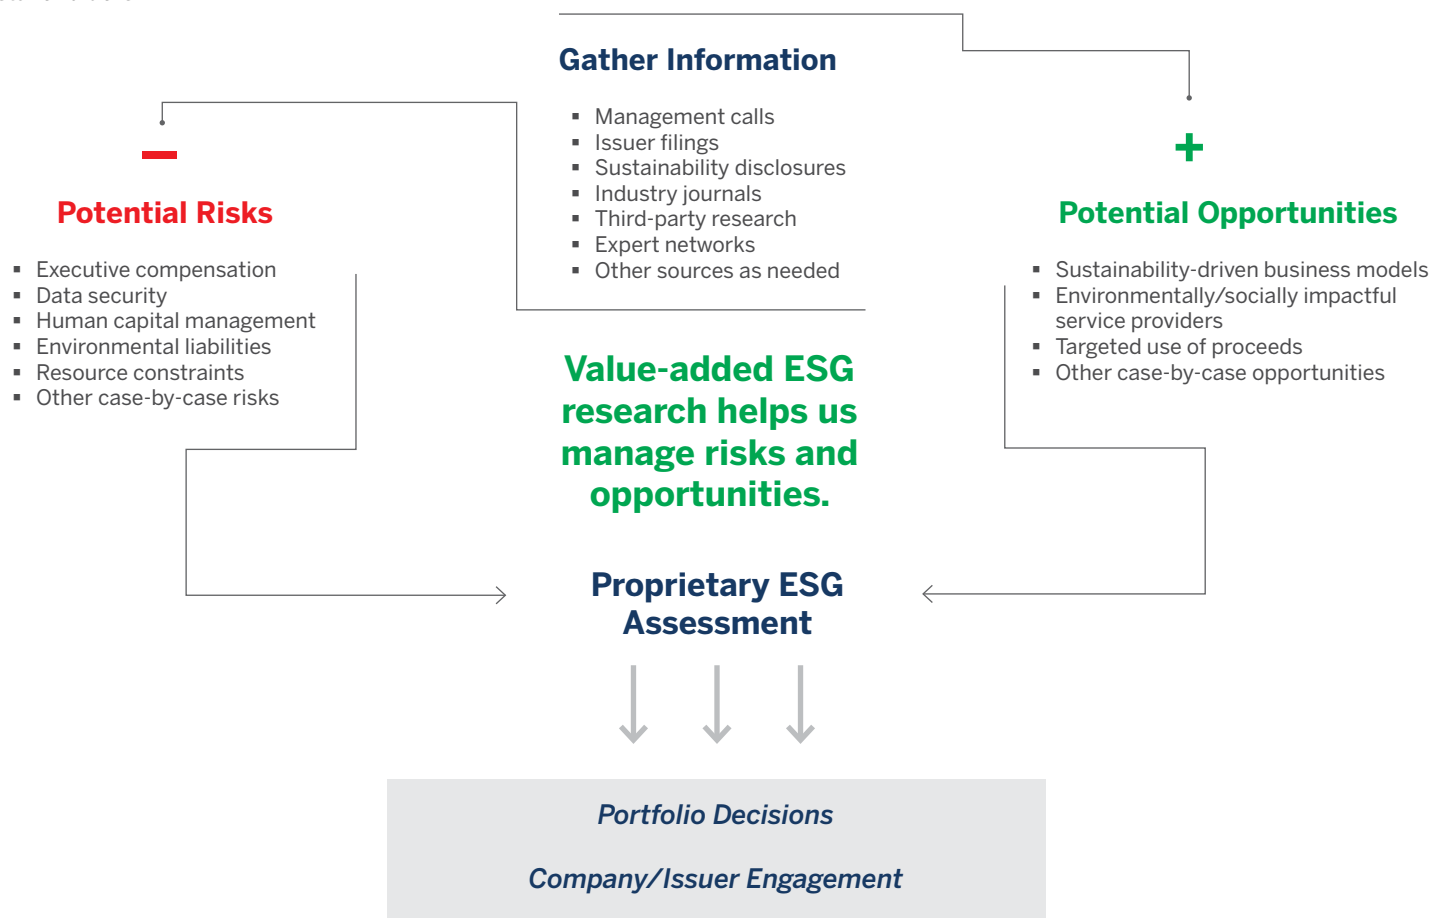 Gather Information
▪ Management calls
▪ Issuer filings
▪ Sustainability disclosures
▪ Industry journals
▪ Third-party research
▪ Expert networks
▪ Other sources as needed
–
Potential Risks
▪ Executive compensation
▪ Data security
▪ Human capital management
▪ Environmental liabilities
▪ Resource constraints
▪ Other case-by-case risks
+
Potential Opportunities
▪ Sustainability-driven business models
▪ Environmentally/socially impactful
service providers
▪ Targeted use of proceeds
▪ Other case-by-case opportunities
Value-added ESG
research helps us
manage risks and
opportunities.
Proprietary ESG
Assessment
Portfolio Decisions
Company/Issuer Engagement